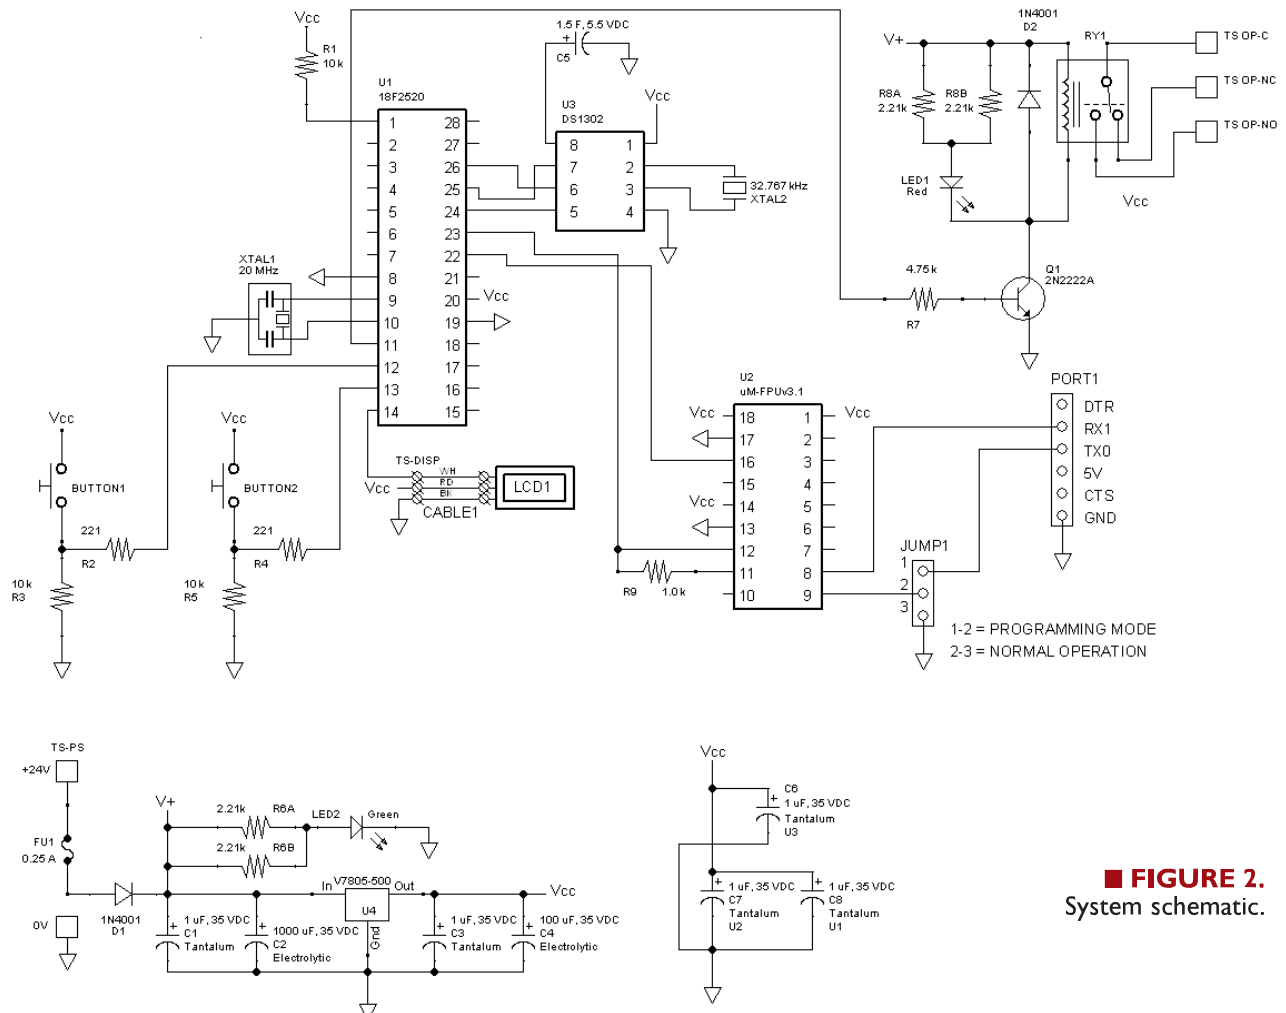 Vcc
R1
10k
1.5 F, 5.5 VDC
+
C5
U1
18F2520
1 28
2 27
3 26
4 25
5 24
6 23
7 22
8 21
9 20 Vcc
10 19
11 18
12 17
13 16
14 15
U3
DS1302
Vcc
8 1
7 2
6 3
5 4
32.767 kHz
XTAL2
XTAL1
20 MHz
1N4001
D2
V+
R8A
2.21k
R8B
2.21k
RY1
TS OP-C
TS OP-NC
TS OP-NO
LED1
Red
Vcc
4.75k
R7
Q1
2N2222A
Vcc
BUTTON1
221
R2
10k
R3
Vcc
BUTTON2
221
R4
10k
R5
TS-DISP
WH
RD
BK
Vcc
CABLE1
LCD1
U2
uM-FPUv3.1
Vcc 18 1 Vcc
17 2
16 3
15 4
Vcc 14 5
13 6
12 7
11 8
10 9
R9 1.0k
PORT1
DTR
RX1
TX0
5V
CTS
GND
JUMP1
1
2
3
1-2 = PROGRAMMING MODE
2-3 = NORMAL OPERATION
TS-PS
+24V
FU1
0.25 A
0V
1N4001
D1
V+
2.21k R6A
2.21k R6B
LED2 Green
In V7805-500 Out
U4
Gnd
Vcc
+ 1 uF, 35 VDC
C1
Tantalum
+
1000 uF, 35 VDC
C2
Electrolytic
+ 1 uF, 35 VDC
C3
Tantalum
+ 100 uF, 35 VDC
C4
Electrolytic
Vcc
C6
+ 1 uF, 35 VDC
Tantalum
U3
+ 1 uF, 35 VDC
C7
Tantalum
U2
+ 1 uF, 35 VDC
C8
Tantalum
U1
■ FIGURE 2.
System schematic.